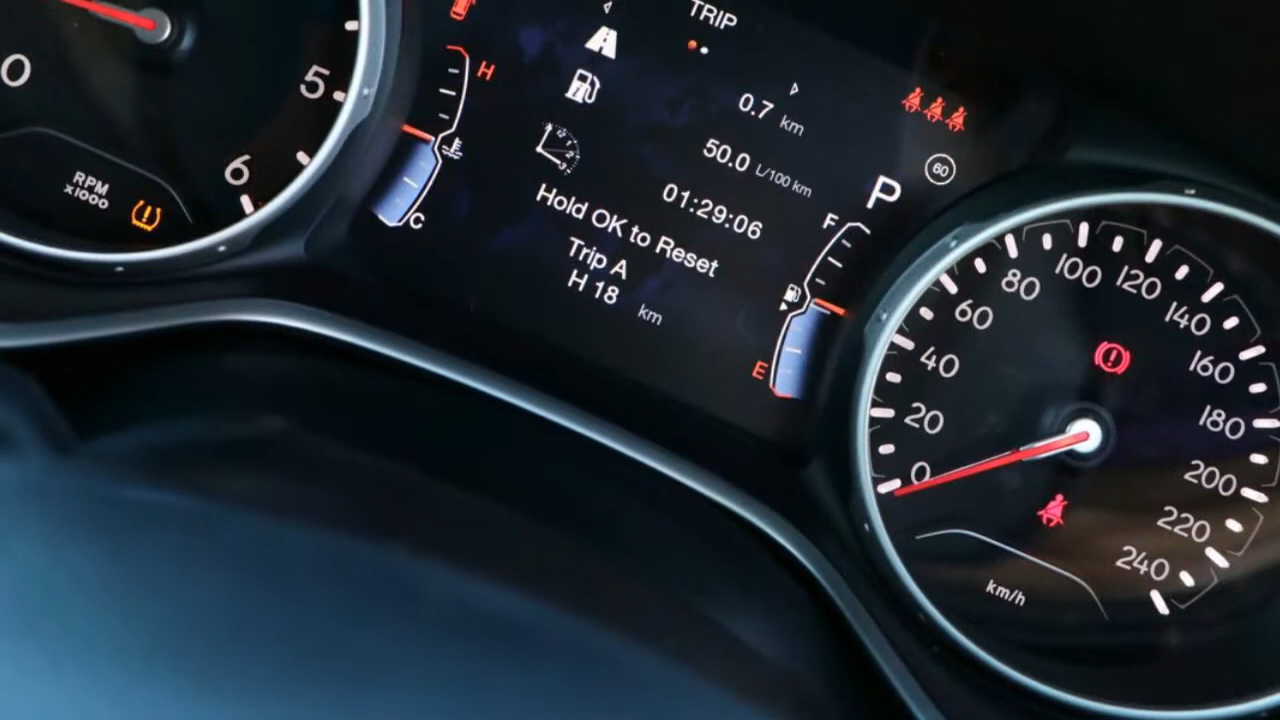 0
5
6
RPM
x1000
H
C
TRIP
0.7 km
50.0 L/100 km
01:29:06
Hold OK to Reset
Trip A
H 18 km
60
P
F
E
0
20
40
60
80
100
120
140
160
180
200
220
240
km/h